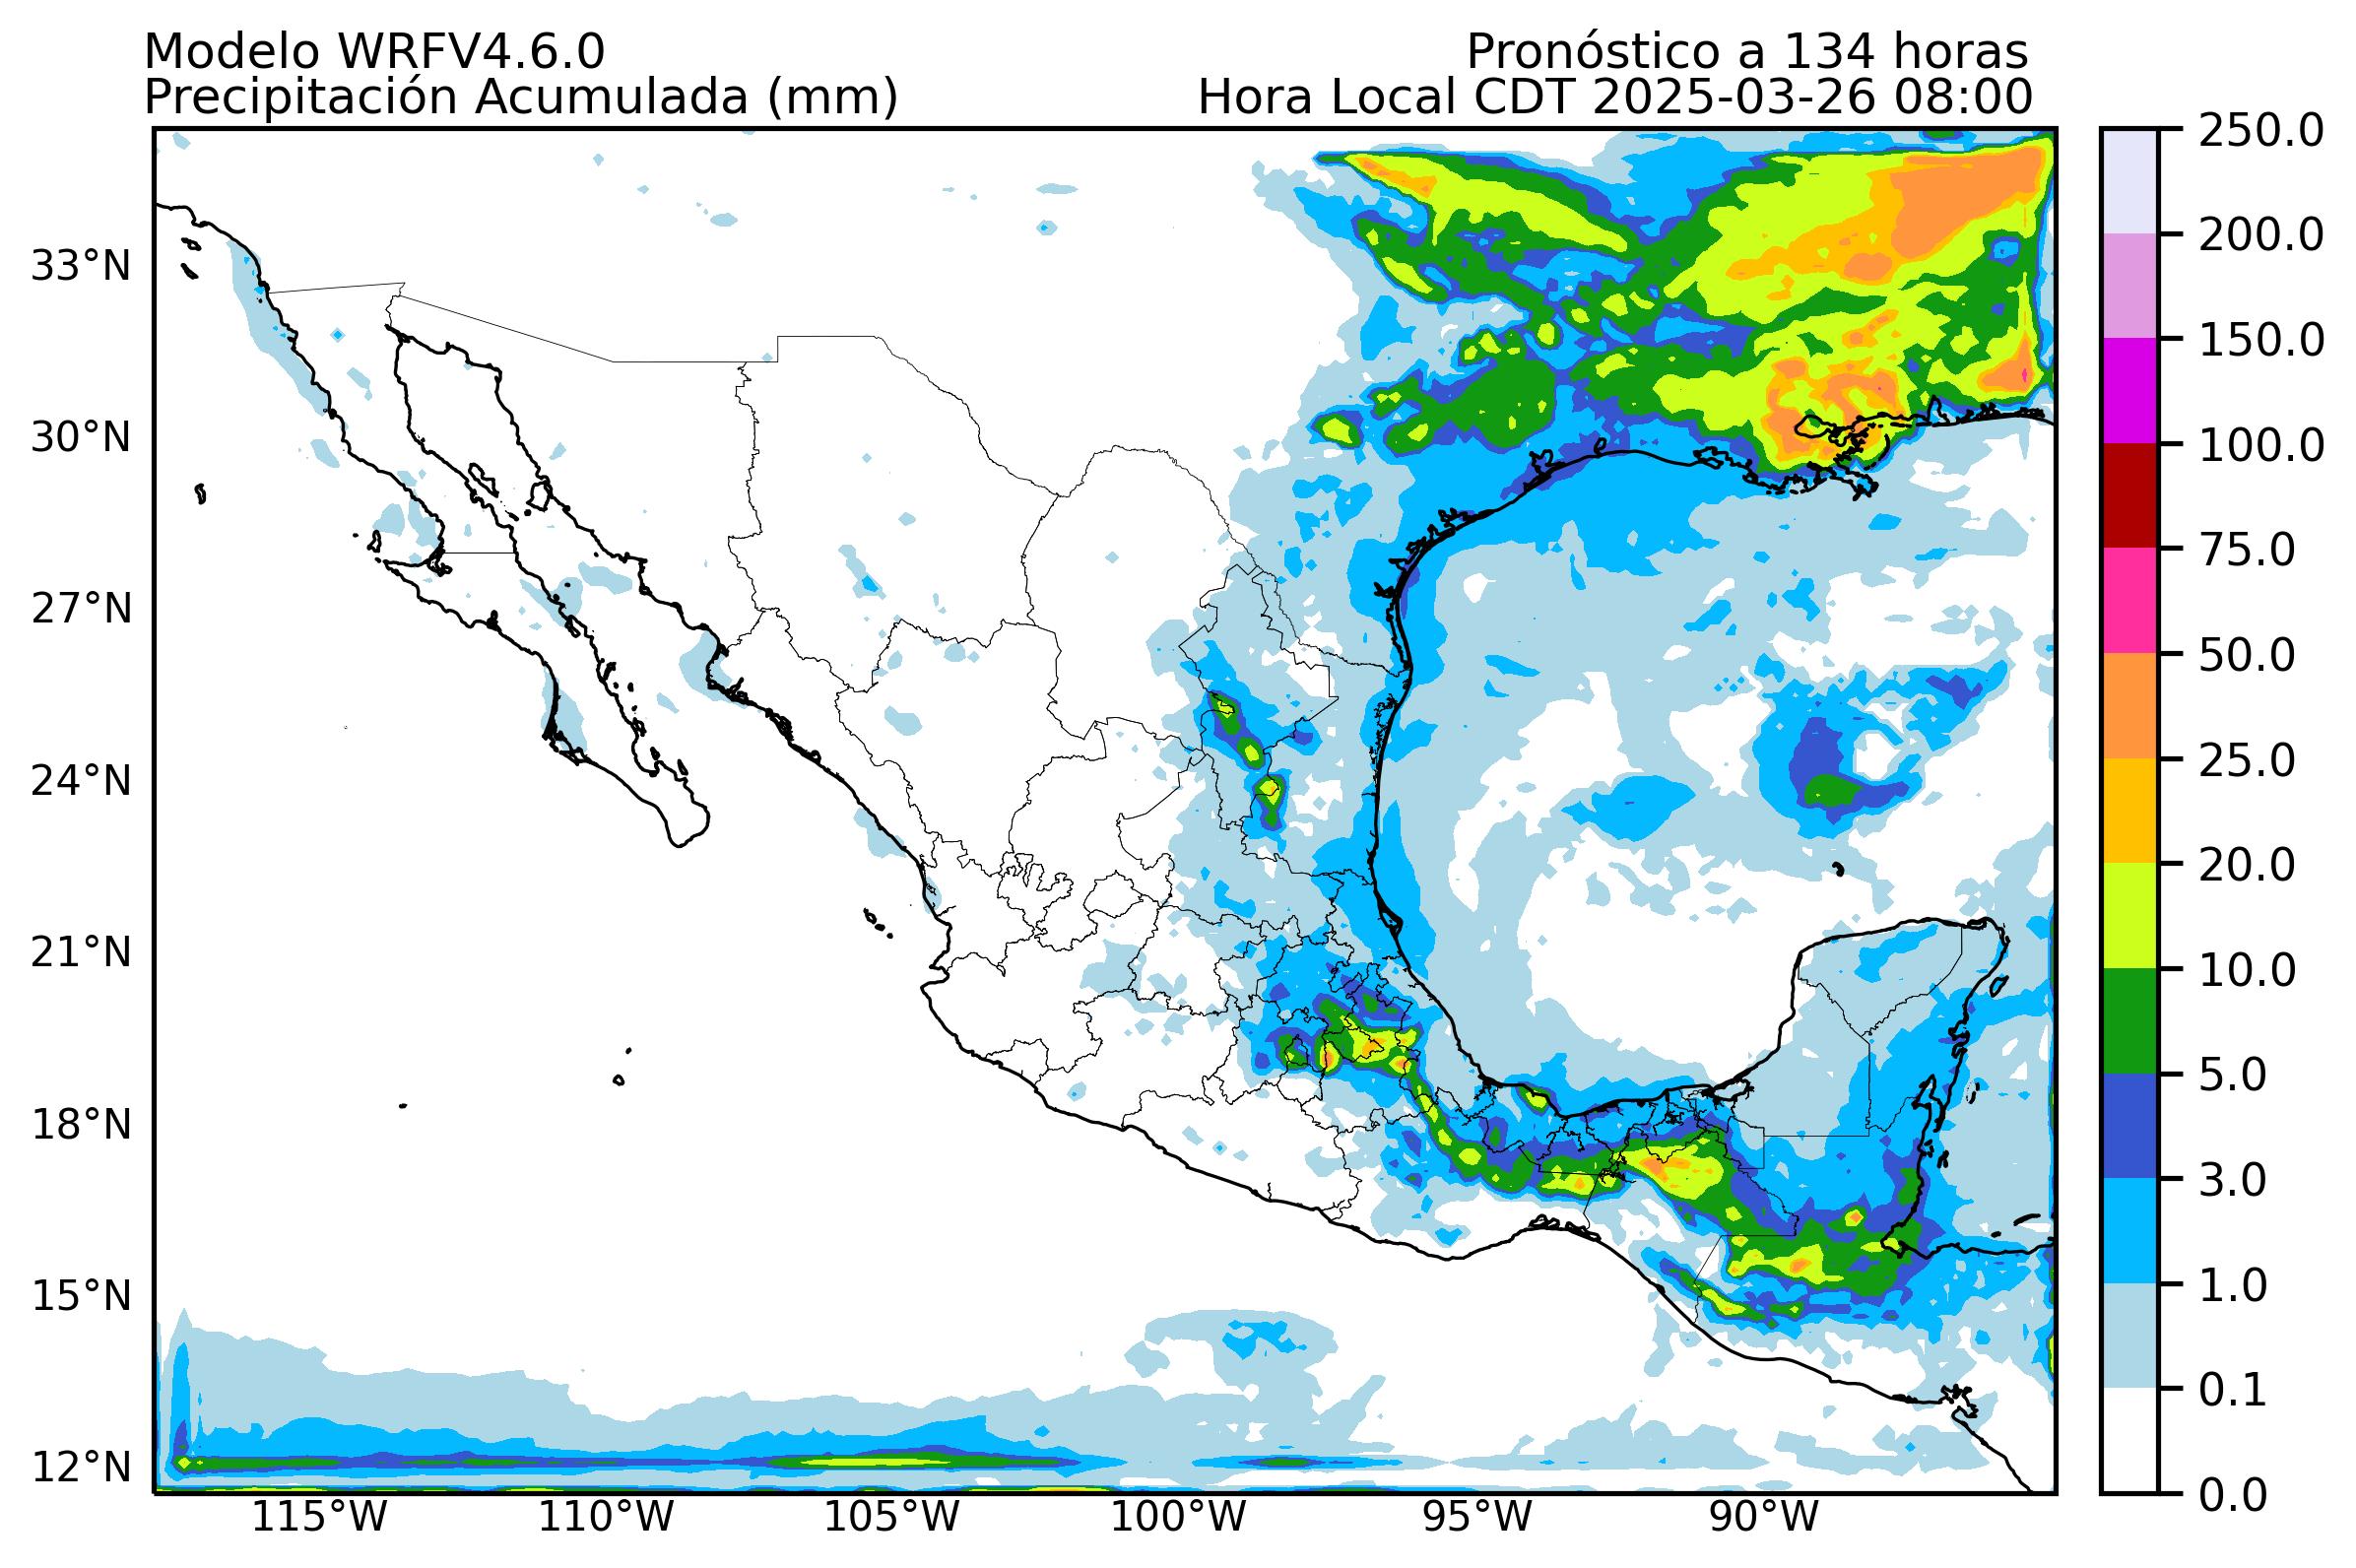 Modelo WRFV4.6.0
Pronóstico a 134 horas
Precipitación Acumulada (mm)
Hora Local CDT 2025-03-26 08:00
33°N
30°N
27°N
24°N
21°N
18°N
15°N
12°N
115°W
110°W
105°W
100°W
95°W
90°W
250.0
200.0
150.0
100.0
75.0
50.0
25.0
20.0
10.0
5.0
3.0
1.0
0.1
0.0